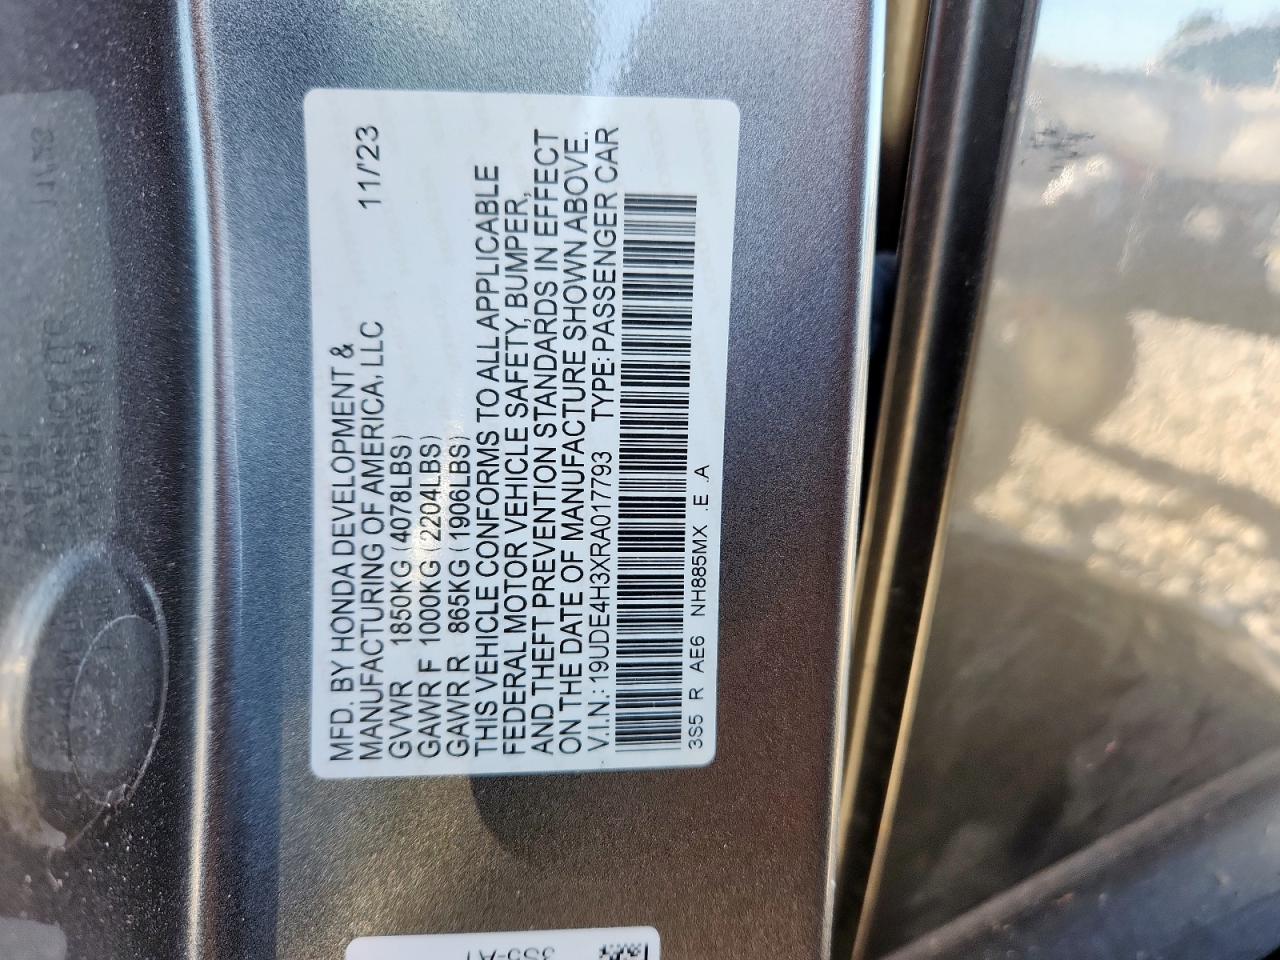 MFD. BY HONDA DEVELOPMENT &
MANUFACTURING OF AMERICA, LLC 11/'23
GVWR 1850KG (4078LBS)
GAWR F 1000KG (2204LBS)
GAWR R 865KG (1906LBS)
THIS VEHICLE CONFORMS TO ALL APPLICABLE
FEDERAL MOTOR VEHICLE SAFETY, BUMPER,
AND THEFT PREVENTION STANDARDS IN EFFECT
ON THE DATE OF MANUFACTURE SHOWN ABOVE.
V.I.N.: 19UDE4H3XRA017793 TYPE: PASSENGER CAR
3S5 R AE6 NH885MX .E .A